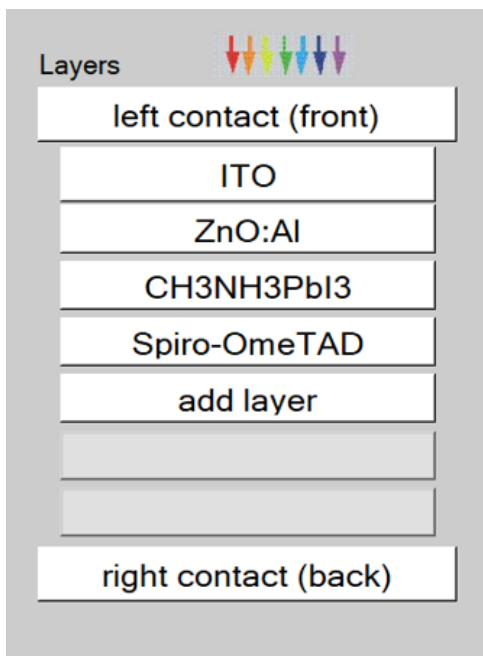 Layers
left contact (front)
ITO
ZnO:Al
CH3NH3PbI3
Spiro-OmeTAD
add layer
right contact (back)